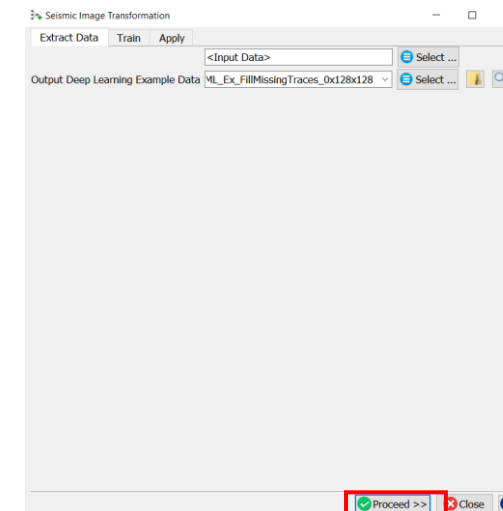 Seismic Image Transformation
Extract Data Train Apply
<Input Data> Select ...
Output Deep Learning Example Data ML_Ex_FillMissingTraces_0x128x128 Select ...
Proceed >> Close